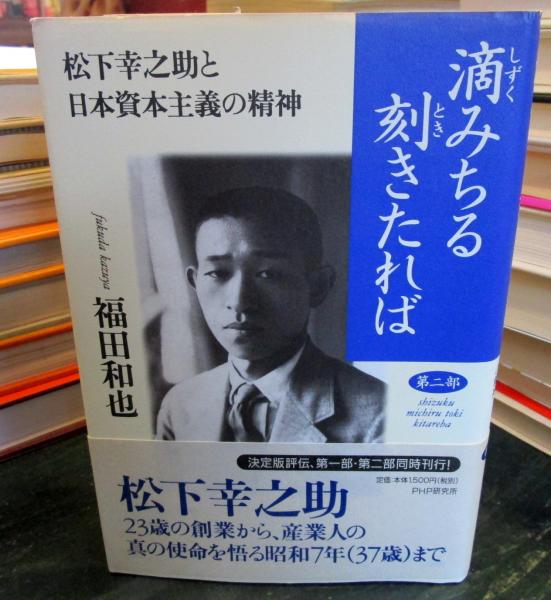 滴みちる
しずく
刻きたれば
とき
松下幸之助と
日本資本主義の精神
fukuda kazuya
福田和也
第二部
shizuku
michiru toki
kitareba
決定版評伝、第一部・第二部同時刊行!
定価:本体1,500円(税別)
PHP研究所
松下幸之助
23歳の創業から、産業人の
真の使命を悟る昭和7年(37歳)まで